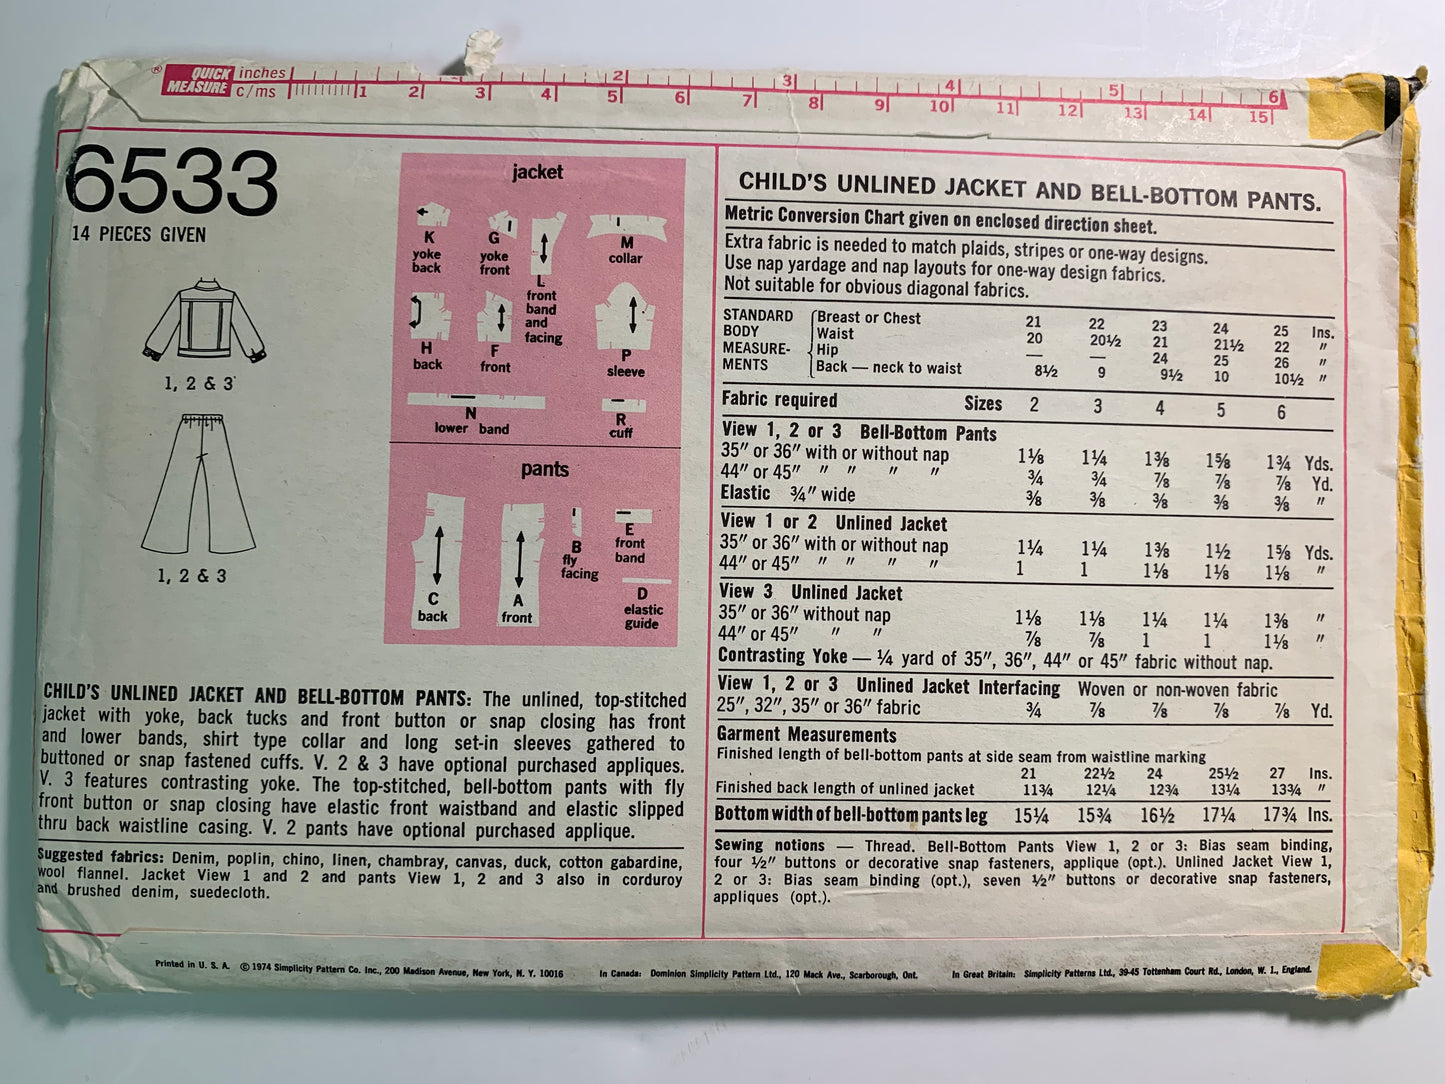 ® QUICK MEASURE inches 2 3 4 5 6
c/ms 1 2 3 4 5 6 7 8 9 10 11 12 13 14 15
6533
14 PIECES GIVEN
1, 2 & 3
1, 2 & 3
jacket
K
yoke
back
G
yoke
front
L
front
band
and
facing
M
collar
H
back
F
front
P
sleeve
N
lower band
R
cuff
pants
C
back
A
front
B
fly
facing
E
front
band
D
elastic
guide
CHILD'S UNLINED JACKET AND BELL-BOTTOM PANTS: The unlined, top-stitched
jacket with yoke, back tucks and front button or snap closing has front
and lower bands, shirt type collar and long set-in sleeves gathered to
buttoned or snap fastened cuffs. V. 2 & 3 have optional purchased appliques.
V. 3 features contrasting yoke. The top-stitched, bell-bottom pants with fly
front button or snap closing have elastic front waistband and elastic slipped
thru back waistline casing. V. 2 pants have optional purchased applique.
Suggested fabrics: Denim, poplin, chino, linen, chambray, canvas, duck, cotton gabardine,
wool flannel. Jacket View 1 and 2 and pants View 1, 2 and 3 also in corduroy
and brushed denim, suedecloth.
CHILD'S UNLINED JACKET AND BELL-BOTTOM PANTS.
Metric Conversion Chart given on enclosed direction sheet.
Extra fabric is needed to match plaids, stripes or one-way designs.
Use nap yardage and nap layouts for one-way design fabrics.
Not suitable for obvious diagonal fabrics.
STANDARD Breast or Chest 21 22 23 24 25 Ins.
BODY Waist 20 20½ 21 21½ 22 "
MEASURE- Hip — — 24 25 26 "
MENTS Back — neck to waist 8½ 9 9½ 10 10½ "
Fabric required Sizes 2 3 4 5 6
View 1, 2 or 3 Bell-Bottom Pants
35" or 36" with or without nap 1⅛ 1¼ 1⅜ 1⅝ 1¾ Yds.
44" or 45" " " " " ¾ ¾ ⅞ ⅞ ⅞ Yd.
Elastic ¾" wide ⅜ ⅜ ⅜ ⅜ ⅜ "
View 1 or 2 Unlined Jacket
35" or 36" with or without nap 1¼ 1¼ 1⅜ 1½ 1⅝ Yds.
44" or 45" " " " " 1 1 1⅛ 1⅛ 1⅛ "
View 3 Unlined Jacket
35" or 36" without nap 1⅛ 1⅛ 1¼ 1¼ 1⅜ "
44" or 45" " " ⅞ ⅞ 1 1 1⅛ "
Contrasting Yoke — ¼ yard of 35", 36", 44" or 45" fabric without nap.
View 1, 2 or 3 Unlined Jacket Interfacing Woven or non-woven fabric
25", 32", 35" or 36" fabric ¾ ⅞ ⅞ ⅞ ⅞ Yd.
Garment Measurements
Finished length of bell-bottom pants at side seam from waistline marking
21 22½ 24 25½ 27 Ins.
Finished back length of unlined jacket 11¾ 12¼ 12¾ 13¼ 13¾ "
Bottom width of bell-bottom pants leg 15¼ 15¾ 16½ 17¼ 17¾ Ins.
Sewing notions — Thread. Bell-Bottom Pants View 1, 2 or 3: Bias seam binding,
four ½" buttons or decorative snap fasteners, applique (opt.). Unlined Jacket View 1,
2 or 3: Bias seam binding (opt.), seven ½" buttons or decorative snap fasteners,
appliques (opt.).
Printed in U. S. A. © 1974 Simplicity Pattern Co. Inc., 200 Madison Avenue, New York, N. Y. 10016 In Canada: Dominion Simplicity Pattern Ltd., 120 Mack Ave., Scarborough, Ont. In Great Britain: Simplicity Patterns Ltd., 39-45 Tottenham Court Rd., London, W. 1., England.